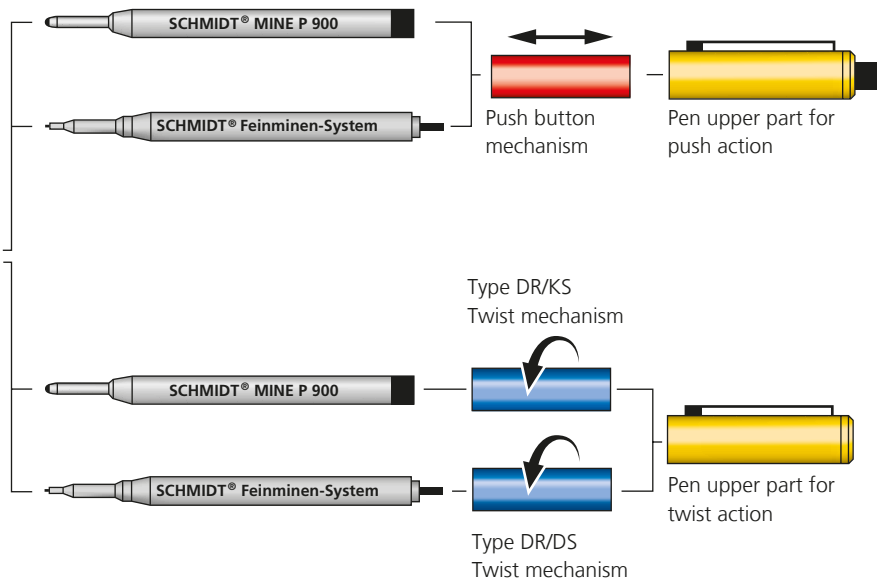 SCHMIDT® MINE P 900
SCHMIDT® Feinminen-System
Push button
mechanism
Pen upper part for
push action
Type DR/KS
Twist mechanism
SCHMIDT® MINE P 900
SCHMIDT® Feinminen-System
Pen upper part for
twist action
Type DR/DS
Twist mechanism